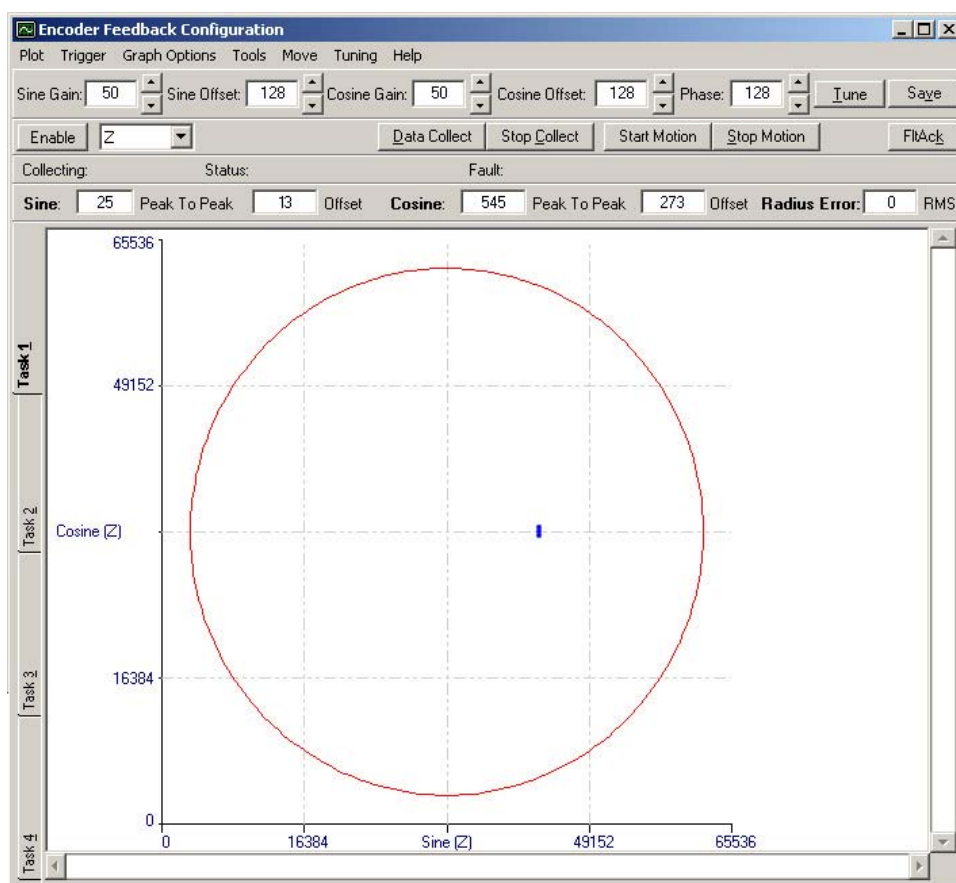 Encoder Feedback Configuration
Plot Trigger Graph Options Tools Move Tuning Help
Sine Gain: 50 Sine Offset: 128 Cosine Gain: 50 Cosine Offset: 128 Phase: 128 Tune Save
Enable Z Data Collect Stop Collect Start Motion Stop Motion FltAck
Collecting: Status: Fault:
Sine: 25 Peak To Peak 13 Offset Cosine: 545 Peak To Peak 273 Offset Radius Error: 0 RMS
65536
Task 1
49152
Task 2
Cosine (Z)
Task 3
16384
Task 4
0
0 16384 Sine (Z) 49152 65536